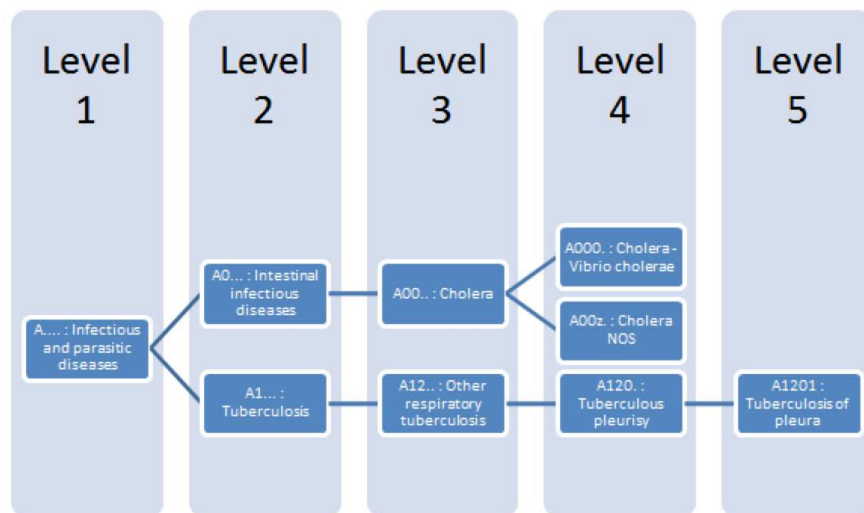 Level
1
Level
2
Level
3
Level
4
Level
5
A.... : Infectious
and parasitic
diseases
A0... : Intestinal
infectious
diseases
A1... :
Tuberculosis
A00.. : Cholera
A12.. : Other
respiratory
tuberculosis
A000. : Cholera -
Vibrio cholerae
A00z. : Cholera
NOS
A120. :
Tuberculous
pleurisy
A1201 :
Tuberculosis of
pleura